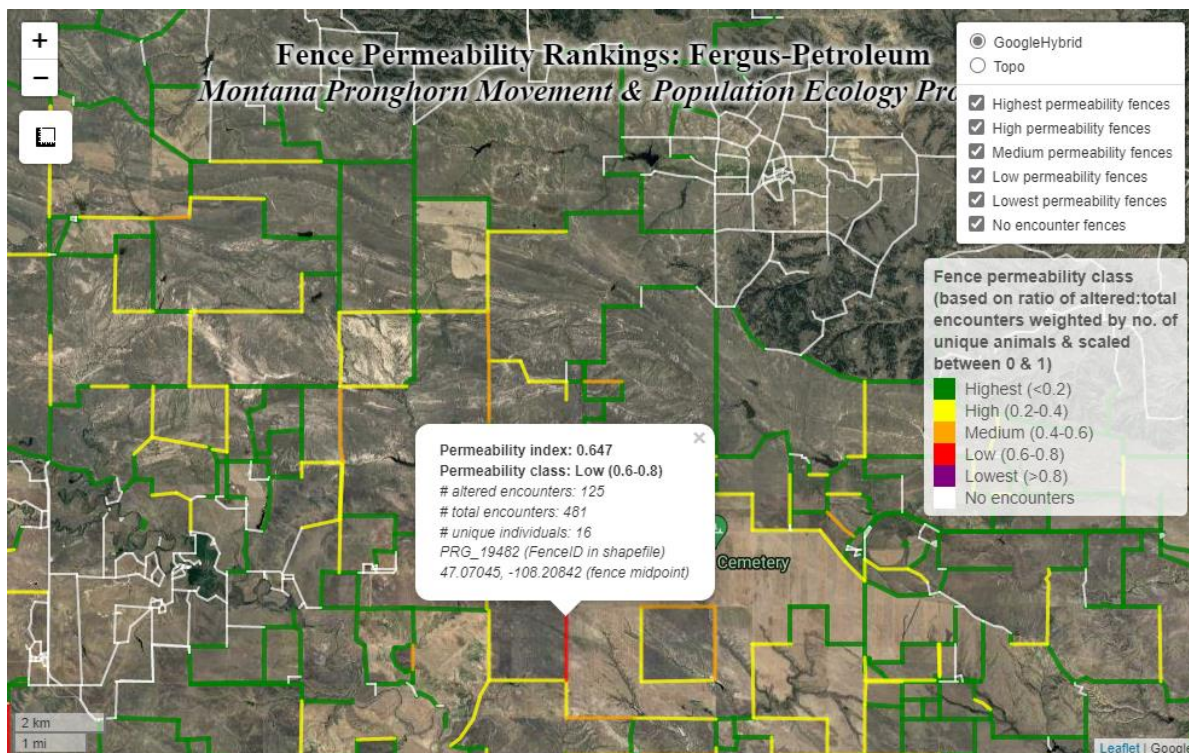 +
−
Fence Permeability Rankings: Fergus-Petroleum
Montana Pronghorn Movement & Population Ecology Pro
GoogleHybrid
Topo
Highest permeability fences
High permeability fences
Medium permeability fences
Low permeability fences
Lowest permeability fences
No encounter fences
Fence permeability class
(based on ratio of altered:total
encounters weighted by no. of
unique animals & scaled
between 0 & 1)
Highest (<0.2)
High (0.2-0.4)
Medium (0.4-0.6)
Low (0.6-0.8)
Lowest (>0.8)
No encounters
×
Permeability index: 0.647
Permeability class: Low (0.6-0.8)
# altered encounters: 125
# total encounters: 461
# unique individuals: 16
PRG_19482 (FenceID in shapefile)
47.07045, -108.20842 (fence midpoint)
Cemetery
2 km
1 mi
Leaflet | Google